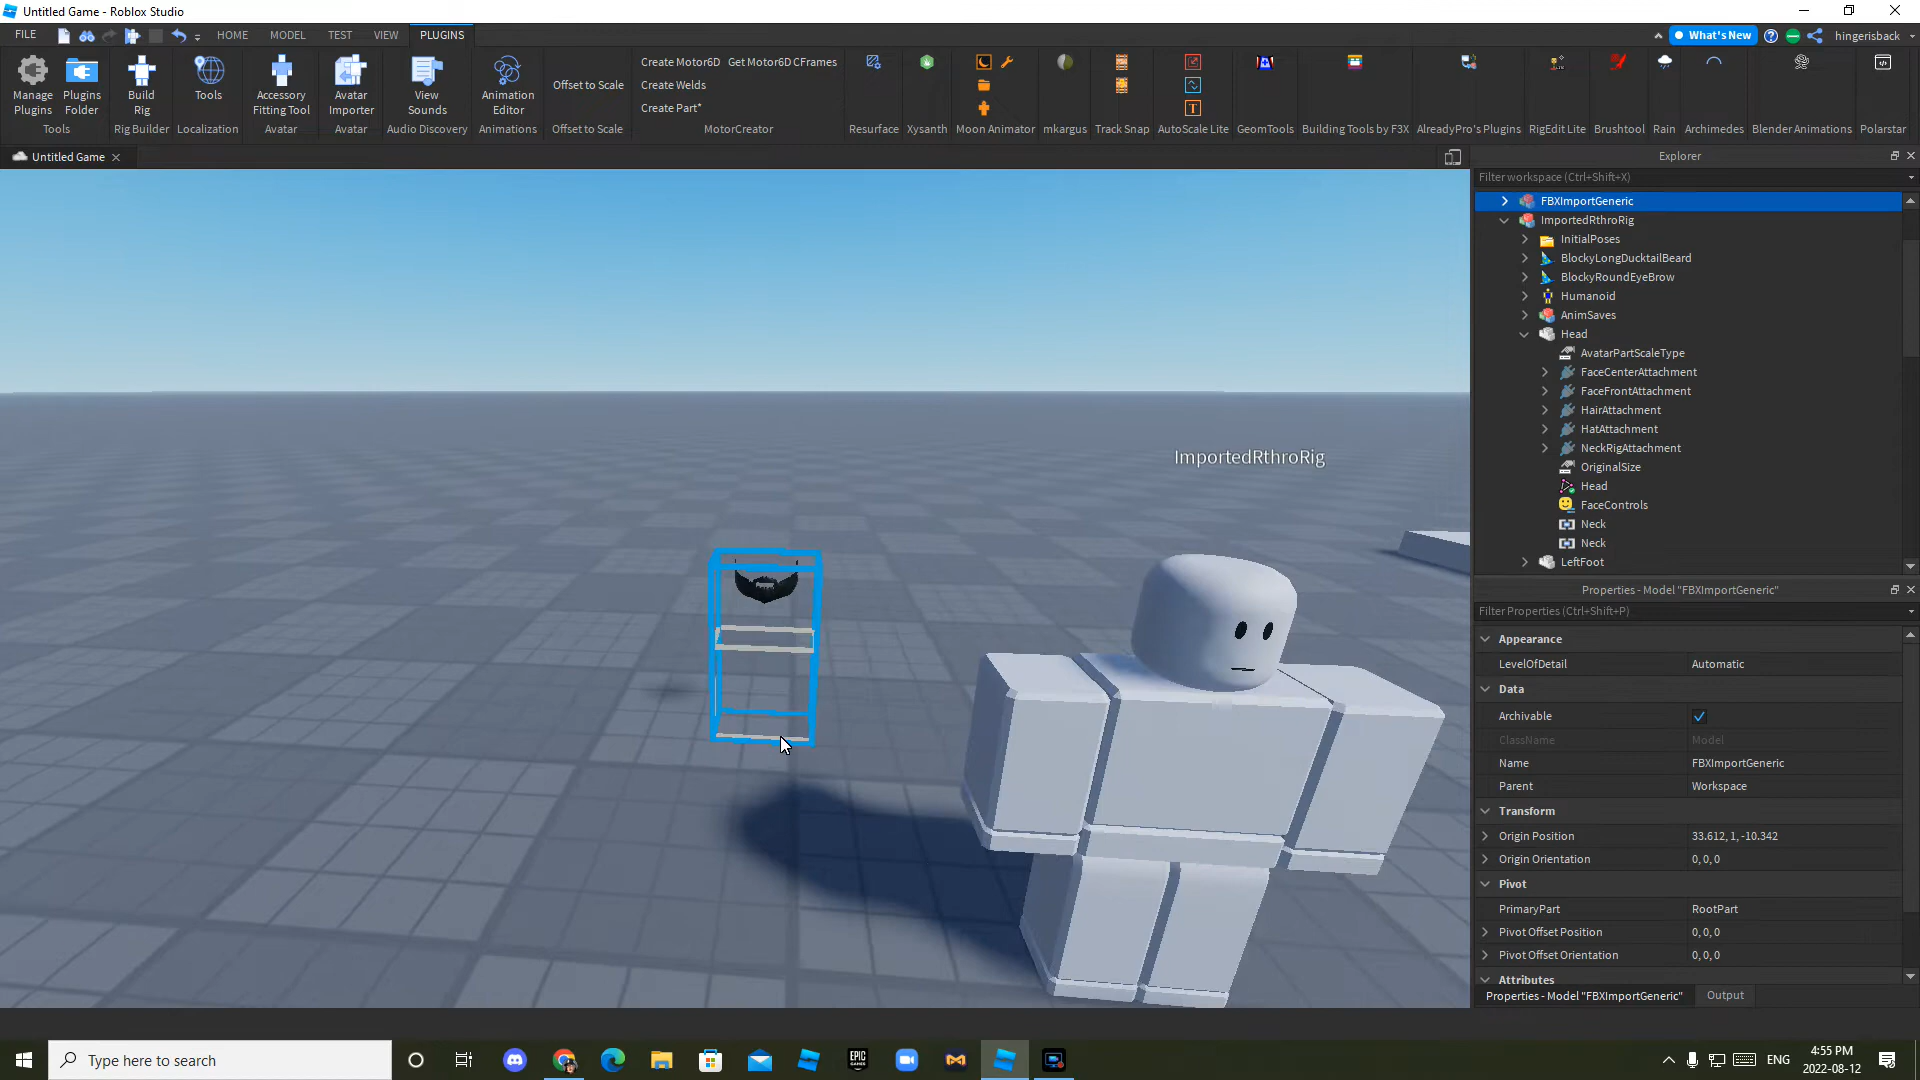 Untitled Game - Roblox Studio
FILE
HOME
MODEL
TEST
VIEW
PLUGINS
What's New
hingerisback
Manage Plugins
Plugins Folder
Build Rig
Tools
Accessory Fitting Tool
Avatar Importer
View Sounds
Animation Editor
Offset to Scale
Create Motor6D
Get Motor6D CFrames
Create Welds
Create Part*
Tools
Rig Builder
Localization
Avatar
Avatar
Audio Discovery
Animations
Offset to Scale
MotorCreator
Resurface
Xysanth
Moon Animator
mkargus
Track Snap
AutoScale Lite
GeomTools
Building Tools by F3X
AlreadyPro's Plugins
RigEdit Lite
Brushtool
Rain
Archimedes
Blender Animations
Polarstar
Untitled Game
Explorer
Filter workspace (Ctrl+Shift+X)
FBXImportGeneric
ImportedRthroRig
InitialPoses
BlockyLongDucktailBeard
BlockyRoundEyeBrow
Humanoid
AnimSaves
Head
AvatarPartScaleType
FaceCenterAttachment
FaceFrontAttachment
HairAttachment
HatAttachment
NeckRigAttachment
OriginalSize
Head
FaceControls
Neck
Neck
LeftFoot
ImportedRthroRig
Properties - Model "FBXImportGeneric"
Filter Properties (Ctrl+Shift+P)
Appearance
LevelOfDetail Automatic
Data
Archivable
ClassName Model
Name FBXImportGeneric
Parent Workspace
Transform
Origin Position 33.612, 1, -10.342
Origin Orientation 0, 0, 0
Pivot
PrimaryPart RootPart
Pivot Offset Position 0, 0, 0
Pivot Offset Orientation 0, 0, 0
Attributes
Properties - Model "FBXImportGeneric"
Output
Type here to search
EPIC GAMES
ENG
4:55 PM
2022-08-12